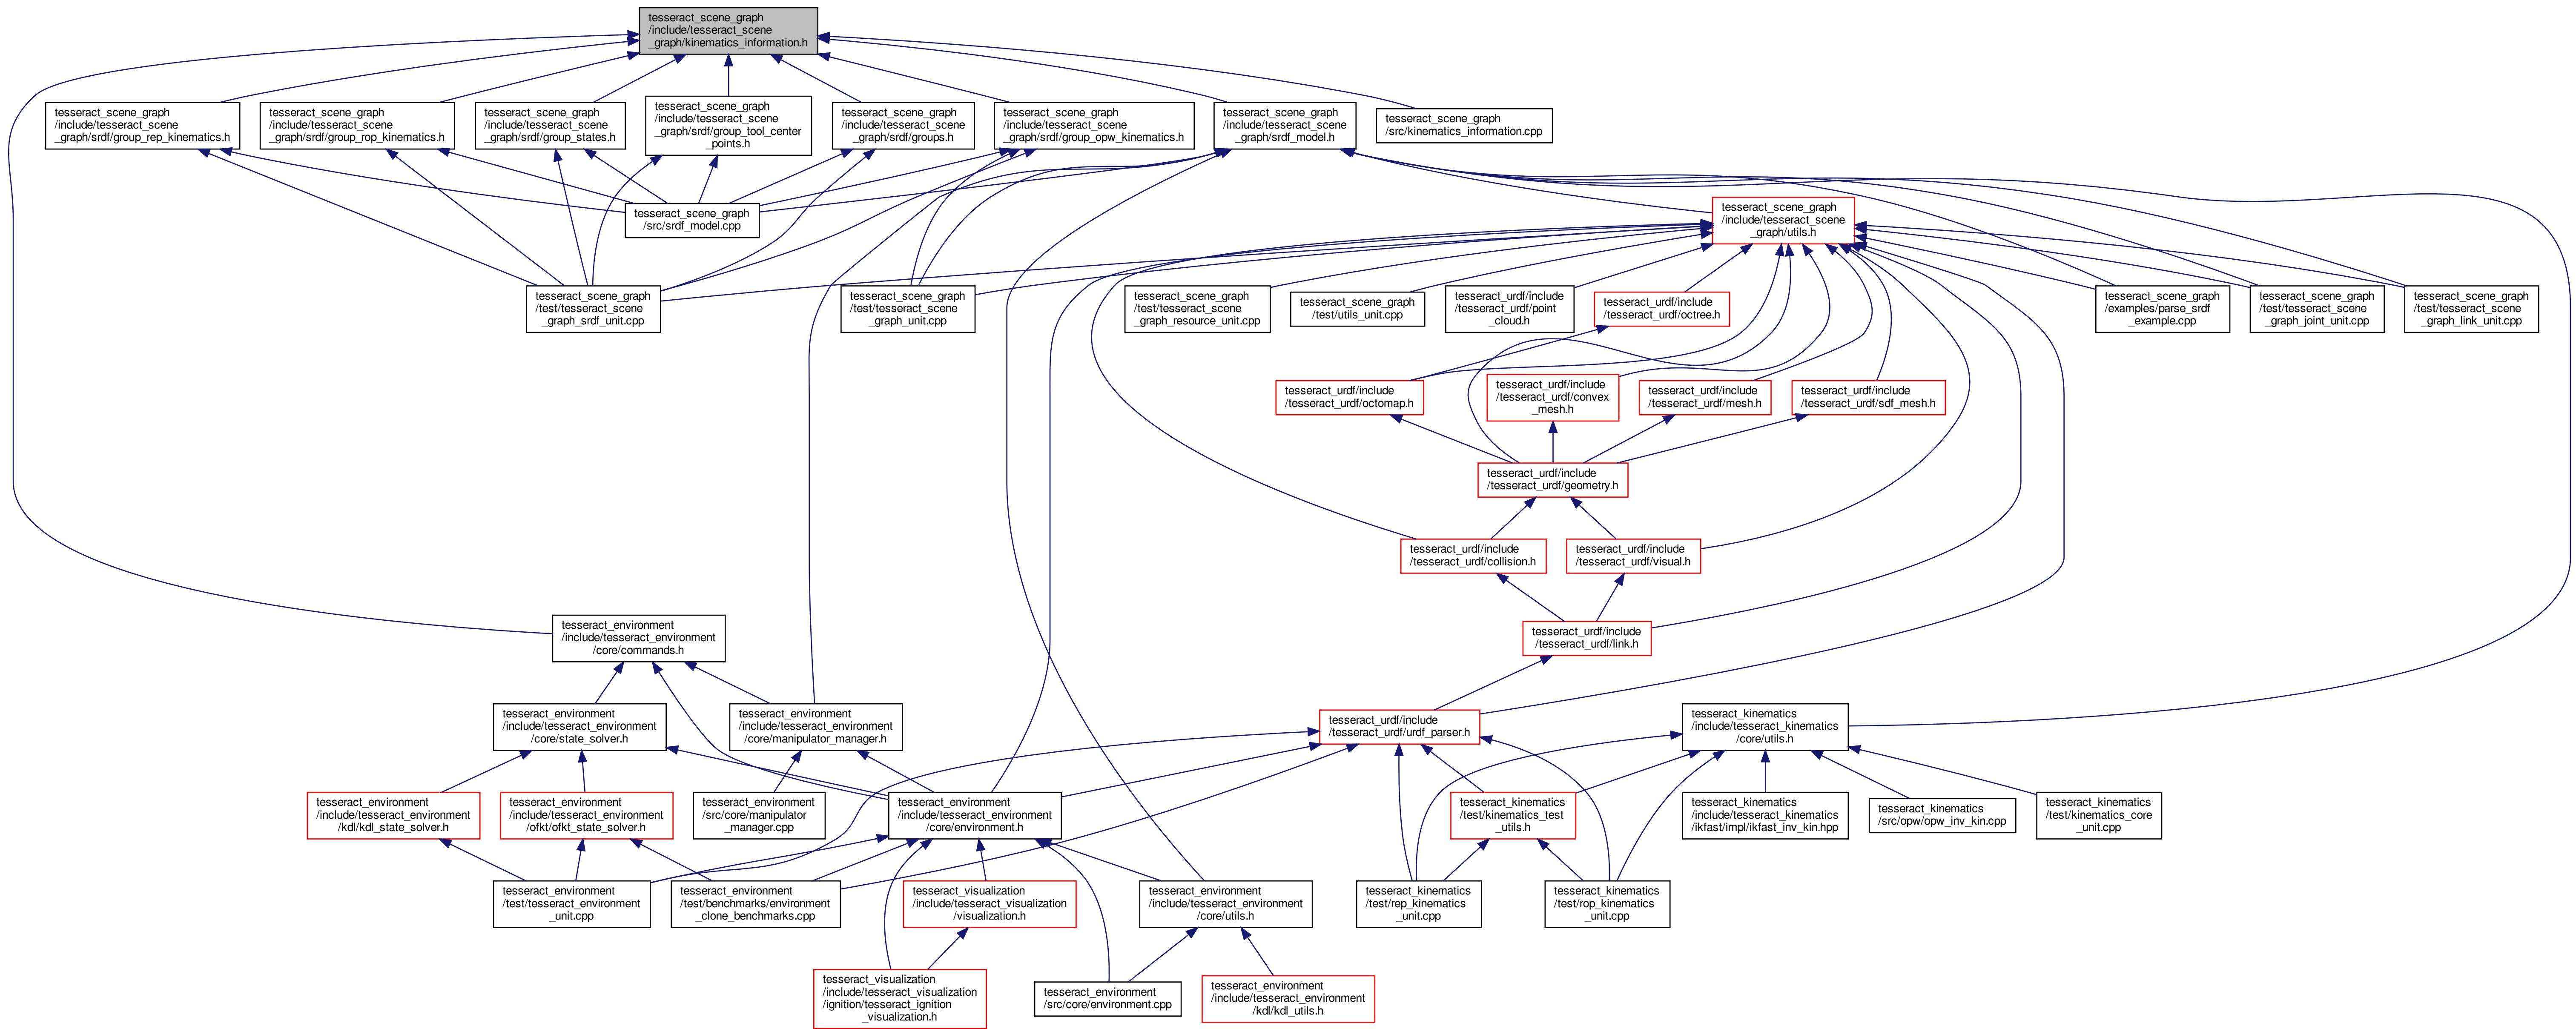 tesseract_scene_graph
/include/tesseract_scene
_graph/kinematics_information.h
tesseract_scene_graph
/include/tesseract_scene
_graph/srdf/group_rep_kinematics.h
tesseract_scene_graph
/include/tesseract_scene
_graph/srdf/group_rop_kinematics.h
tesseract_scene_graph
/include/tesseract_scene
_graph/srdf/group_states.h
tesseract_scene_graph
/include/tesseract_scene
_graph/srdf/group_tool_center
_points.h
tesseract_scene_graph
/include/tesseract_scene
_graph/srdf/groups.h
tesseract_scene_graph
/include/tesseract_scene
_graph/srdf/group_opw_kinematics.h
tesseract_scene_graph
/include/tesseract_scene
_graph/srdf_model.h
tesseract_scene_graph
/src/kinematics_information.cpp
tesseract_scene_graph
/src/srdf_model.cpp
tesseract_scene_graph
/include/tesseract_scene
_graph/utils.h
tesseract_scene_graph
/test/tesseract_scene
_graph_srdf_unit.cpp
tesseract_scene_graph
/test/tesseract_scene
_graph_unit.cpp
tesseract_scene_graph
/test/tesseract_scene
_graph_resource_unit.cpp
tesseract_scene_graph
/test/utils_unit.cpp
tesseract_urdf/include
/tesseract_urdf/point
_cloud.h
tesseract_urdf/include
/tesseract_urdf/octree.h
tesseract_scene_graph
/examples/parse_srdf
_example.cpp
tesseract_scene_graph
/test/tesseract_scene
_graph_joint_unit.cpp
tesseract_scene_graph
/test/tesseract_scene
_graph_link_unit.cpp
tesseract_urdf/include
/tesseract_urdf/octomap.h
tesseract_urdf/include
/tesseract_urdf/convex
_mesh.h
tesseract_urdf/include
/tesseract_urdf/mesh.h
tesseract_urdf/include
/tesseract_urdf/sdf_mesh.h
tesseract_urdf/include
/tesseract_urdf/geometry.h
tesseract_urdf/include
/tesseract_urdf/collision.h
tesseract_urdf/include
/tesseract_urdf/visual.h
tesseract_environment
/include/tesseract_environment
/core/commands.h
tesseract_urdf/include
/tesseract_urdf/link.h
tesseract_environment
/include/tesseract_environment
/core/state_solver.h
tesseract_environment
/include/tesseract_environment
/core/manipulator_manager.h
tesseract_urdf/include
/tesseract_urdf/urdf_parser.h
tesseract_kinematics
/include/tesseract_kinematics
/core/utils.h
tesseract_environment
/include/tesseract_environment
/kdl/kdl_state_solver.h
tesseract_environment
/include/tesseract_environment
/ofkt/ofkt_state_solver.h
tesseract_environment
/src/core/manipulator
_manager.cpp
tesseract_environment
/include/tesseract_environment
/core/environment.h
tesseract_kinematics
/test/kinematics_test
_utils.h
tesseract_kinematics
/include/tesseract_kinematics
/ikfast/impl/ikfast_inv_kin.hpp
tesseract_kinematics
/src/opw/opw_inv_kin.cpp
tesseract_kinematics
/test/kinematics_core
_unit.cpp
tesseract_environment
/test/tesseract_environment
_unit.cpp
tesseract_environment
/test/benchmarks/environment
_clone_benchmarks.cpp
tesseract_visualization
/include/tesseract_visualization
/visualization.h
tesseract_environment
/include/tesseract_environment
/core/utils.h
tesseract_kinematics
/test/rep_kinematics
_unit.cpp
tesseract_kinematics
/test/rop_kinematics
_unit.cpp
tesseract_visualization
/include/tesseract_visualization
/ignition/tesseract_ignition
_visualization.h
tesseract_environment
/src/core/environment.cpp
tesseract_environment
/include/tesseract_environment
/kdl/kdl_utils.h